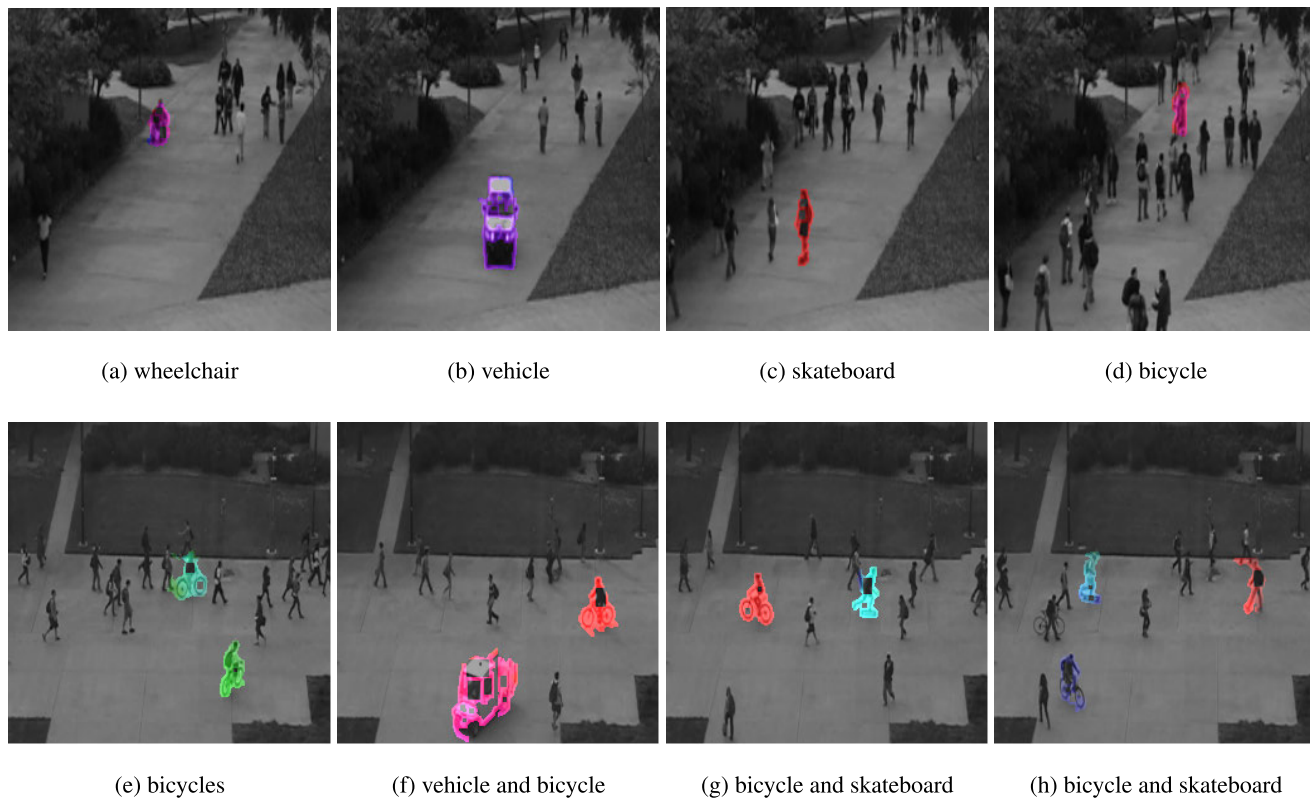 (a) wheelchair
(b) vehicle
(c) skateboard
(d) bicycle
(e) bicycles
(f) vehicle and bicycle
(g) bicycle and skateboard
(h) bicycle and skateboard